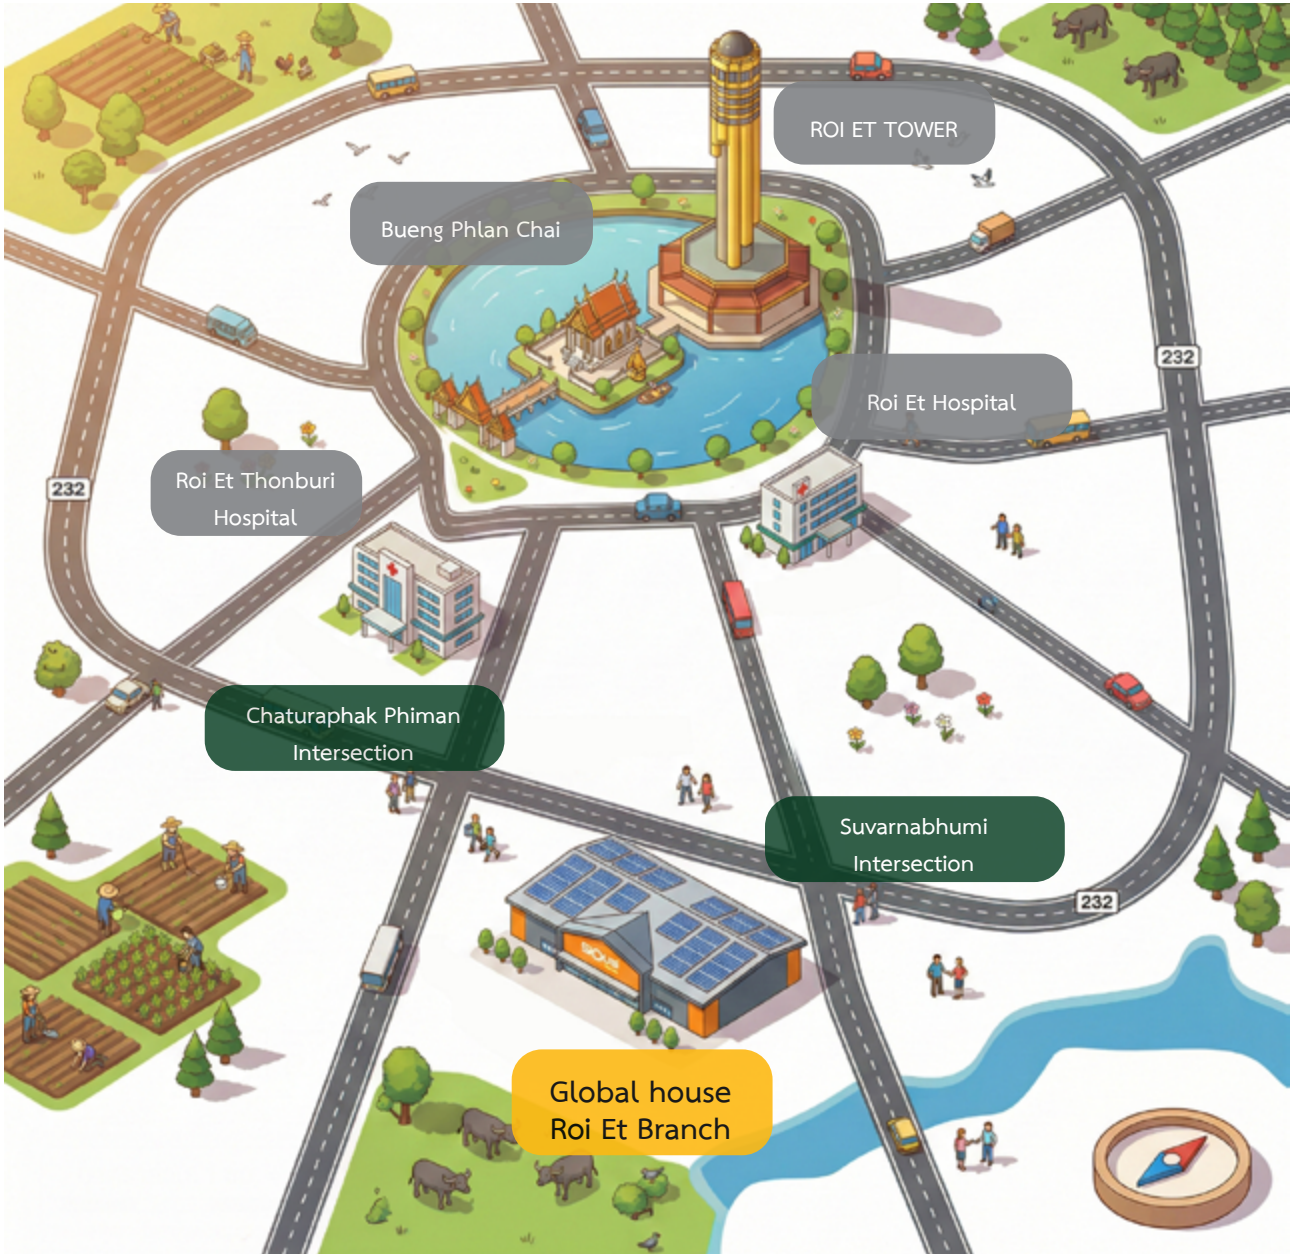 ROI ET TOWER
Bueng Phlan Chai
232
Roi Et Hospital
Roi Et Thonburi
Hospital
232
Chaturaphak Phiman
Intersection
Suvarnabhumi
Intersection
232
Global house
Roi Et Branch